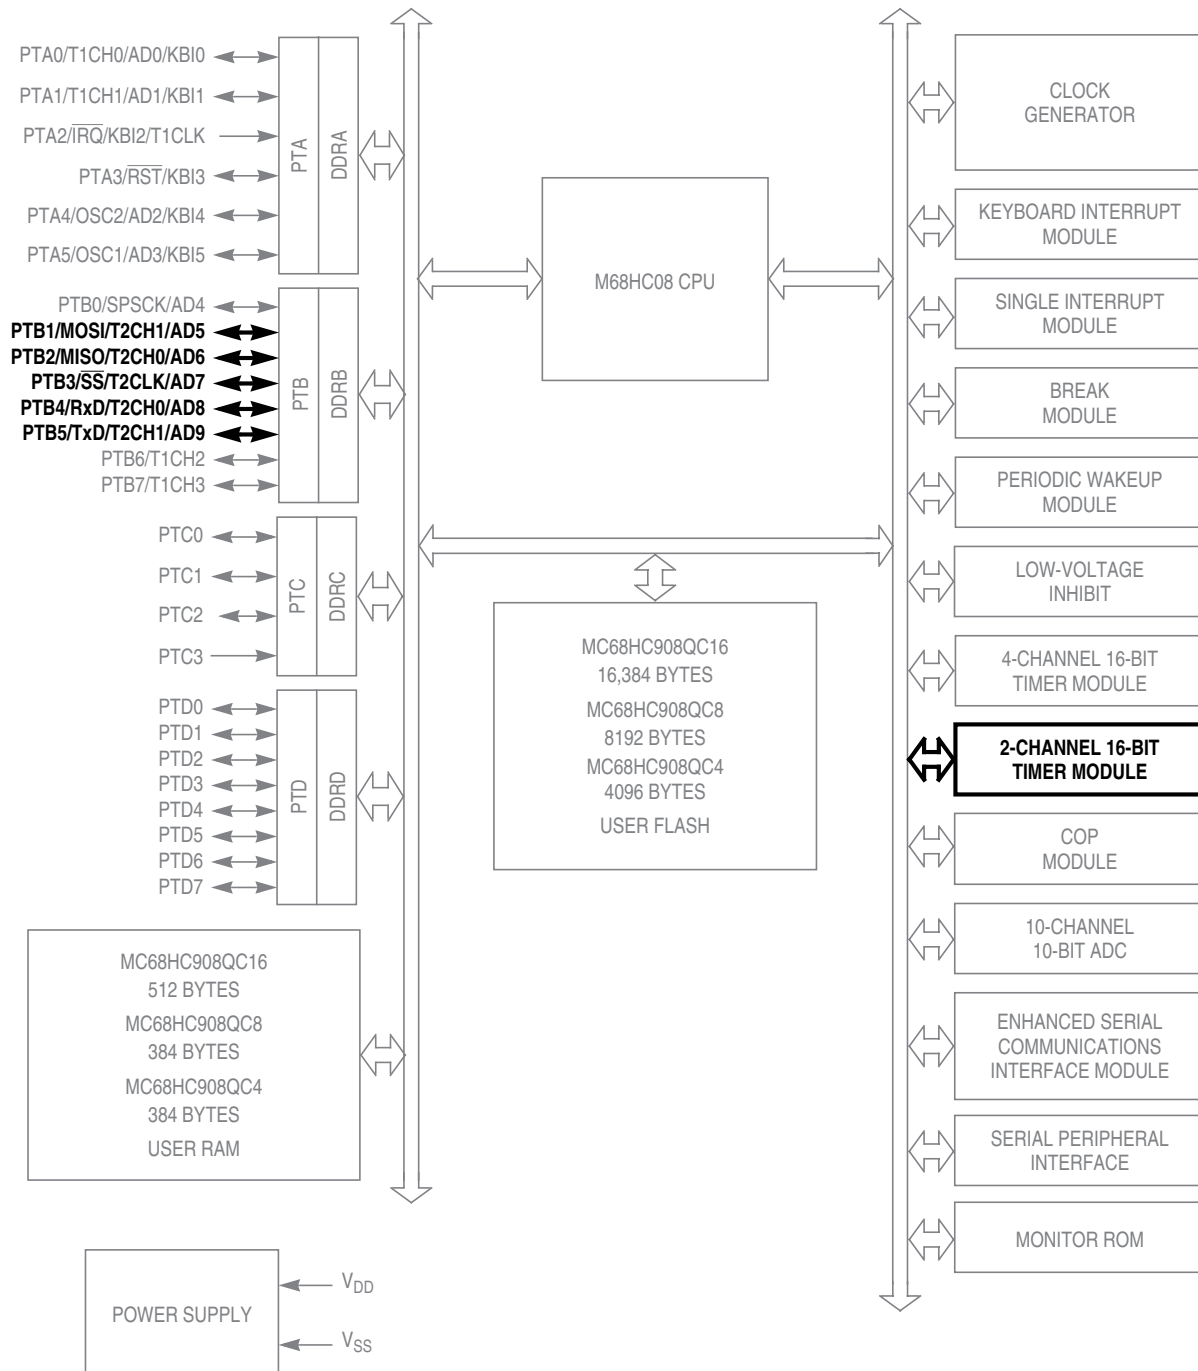 PTA0/T1CH0/AD0/KBI0
PTA1/T1CH1/AD1/KBI1
PTA2/IRQ/KBI2/T1CLK
PTA3/RST/KBI3
PTA4/OSC2/AD2/KBI4
PTA5/OSC1/AD3/KBI5
PTA
DDRA
PTB0/SPSCK/AD4
PTB1/MOSI/T2CH1/AD5
PTB2/MISO/T2CH0/AD6
PTB3/SS/T2CLK/AD7
PTB4/RxD/T2CH0/AD8
PTB5/TxD/T2CH1/AD9
PTB6/T1CH2
PTB7/T1CH3
PTB
DDRB
PTC0
PTC1
PTC2
PTC3
PTC
DDRC
PTD0
PTD1
PTD2
PTD3
PTD4
PTD5
PTD6
PTD7
PTD
DDRD
MC68HC908QC16
512 BYTES
MC68HC908QC8
384 BYTES
MC68HC908QC4
384 BYTES
USER RAM
POWER SUPPLY
VDD
VSS
M68HC08 CPU
MC68HC908QC16
16,384 BYTES
MC68HC908QC8
8192 BYTES
MC68HC908QC4
4096 BYTES
USER FLASH
CLOCK
GENERATOR
KEYBOARD INTERRUPT
MODULE
SINGLE INTERRUPT
MODULE
BREAK
MODULE
PERIODIC WAKEUP
MODULE
LOW-VOLTAGE
INHIBIT
4-CHANNEL 16-BIT
TIMER MODULE
2-CHANNEL 16-BIT
TIMER MODULE
COP
MODULE
10-CHANNEL
10-BIT ADC
ENHANCED SERIAL
COMMUNICATIONS
INTERFACE MODULE
SERIAL PERIPHERAL
INTERFACE
MONITOR ROM